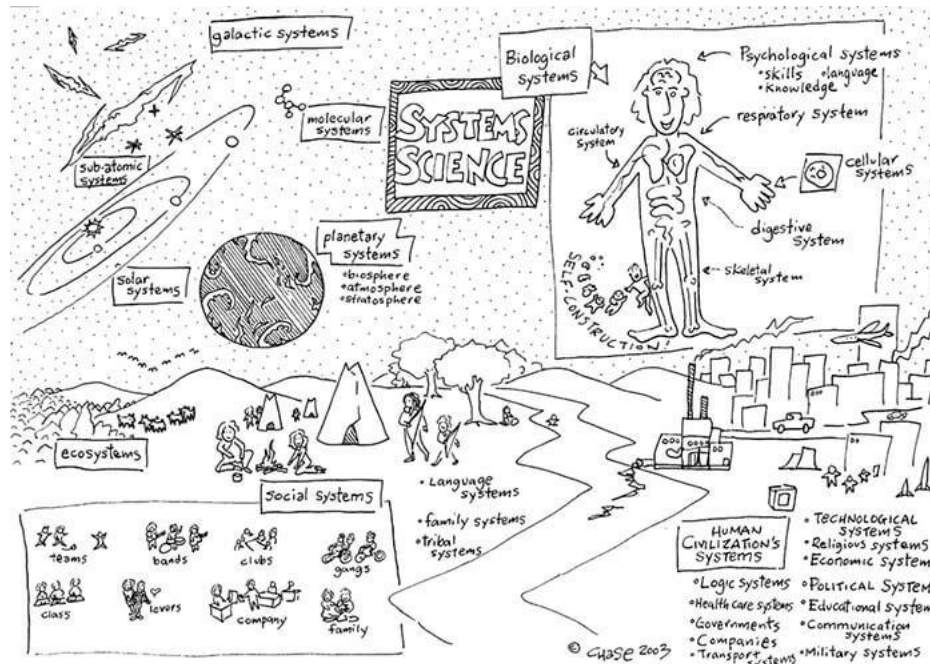 galactic systems
molecular
systems
sub-atomic
systems
solar
systems
planetary
systems
•biosphere
•atmosphere
•stratosphere
SYSTEMS
SCIENCE
Biological
systems
Psychological systems
•skills •language
•Knowledge
respratory system
circulatory
system
cellular
systems
digestive
system
skeletal
system
SELF CONSTRUCTION!
ecosystems
social systems
teams
bands
clubs
gangs
class
lovers
company
family
•Language
systems
•family systems
•tribal
systems
HUMAN
CIVILIZATION'S
SYSTEMS
•Logic systems
•Health care systems
•Governments
•Companies
•Transport
systems
•TECHNOLOGICAL
SYSTEMS
•Religious systems
•Economic system
•POLITICAL SYSTEM
•Educational system
•Communication
systems
•Military systems
© CHASE 2003